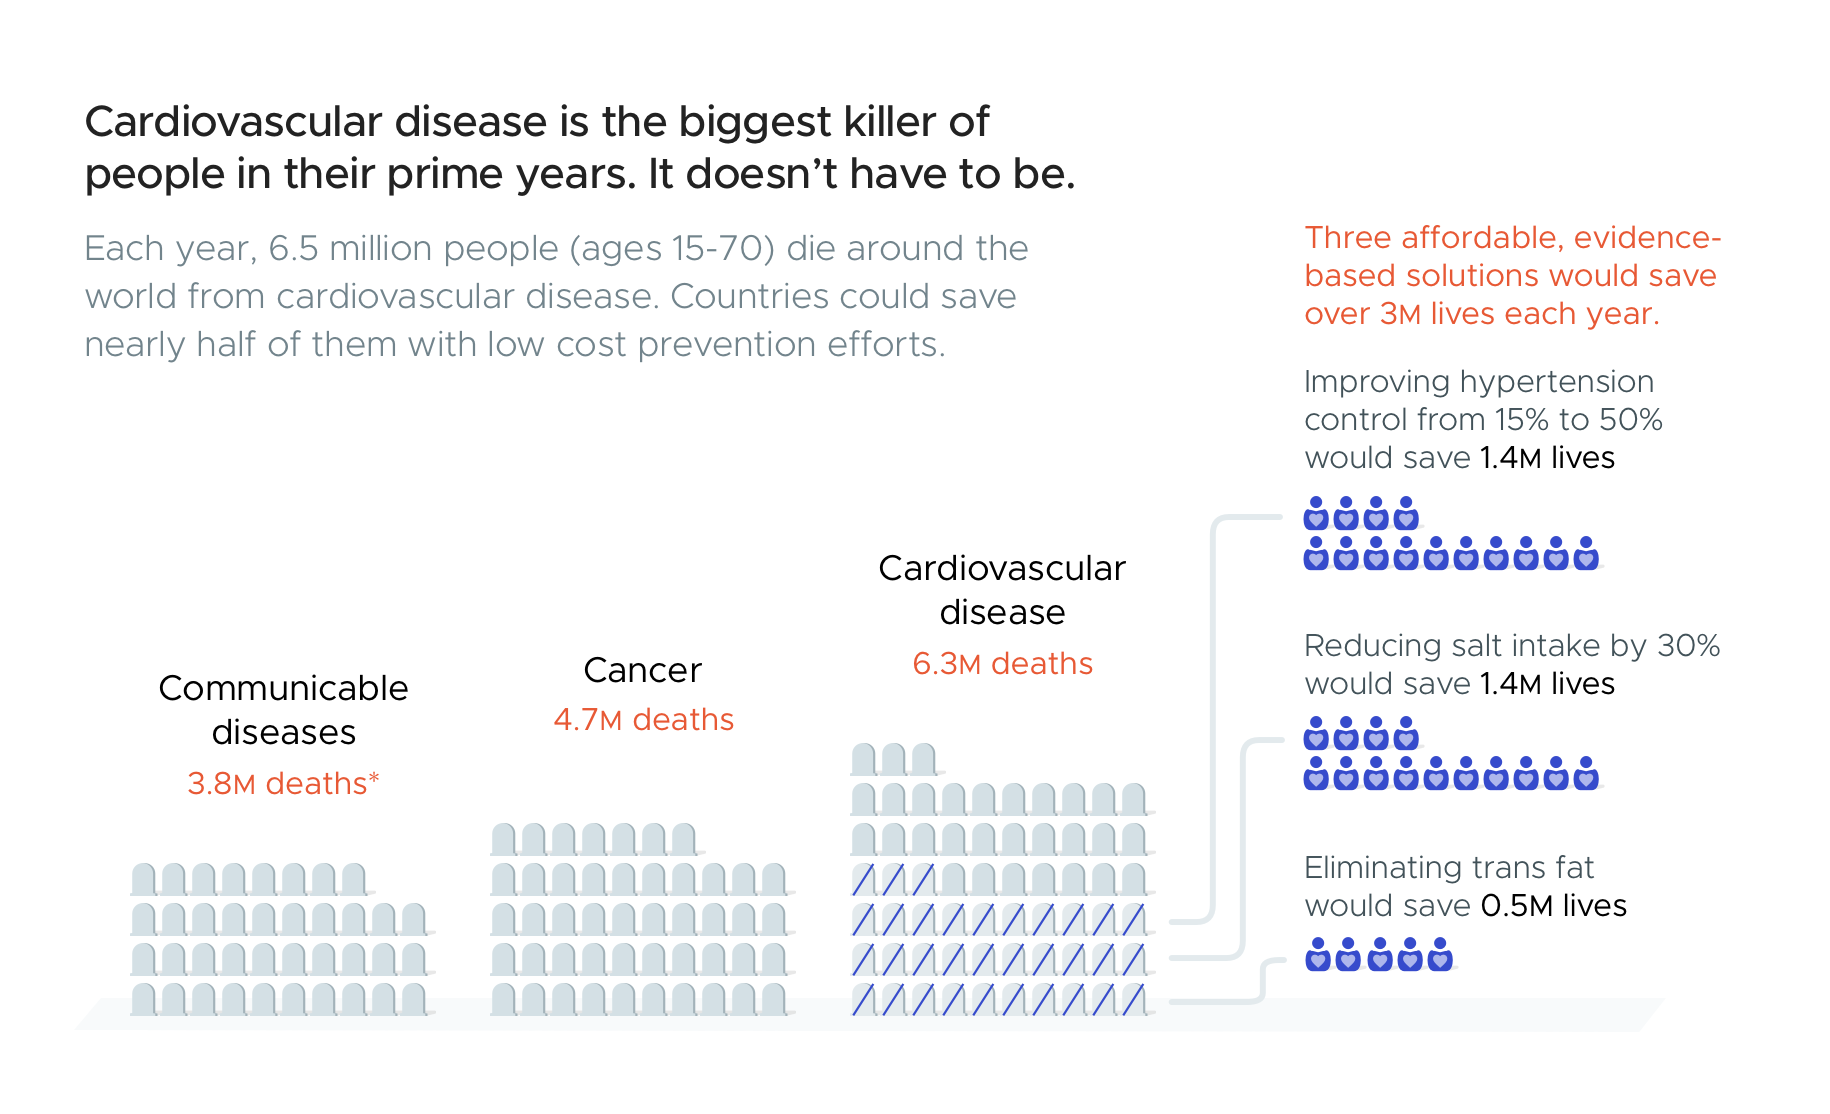 Cardiovascular disease is the biggest killer of
people in their prime years. It doesn’t have to be.
Each year, 6.5 million people (ages 15-70) die around the
world from cardiovascular disease. Countries could save
nearly half of them with low cost prevention efforts.
Three affordable, evidence-
based solutions would save
over 3M lives each year.
Improving hypertension
control from 15% to 50%
would save 1.4M lives
Reducing salt intake by 30%
would save 1.4M lives
Eliminating trans fat
would save 0.5M lives
Communicable
diseases
3.8M deaths*
Cancer
4.7M deaths
Cardiovascular
disease
6.3M deaths